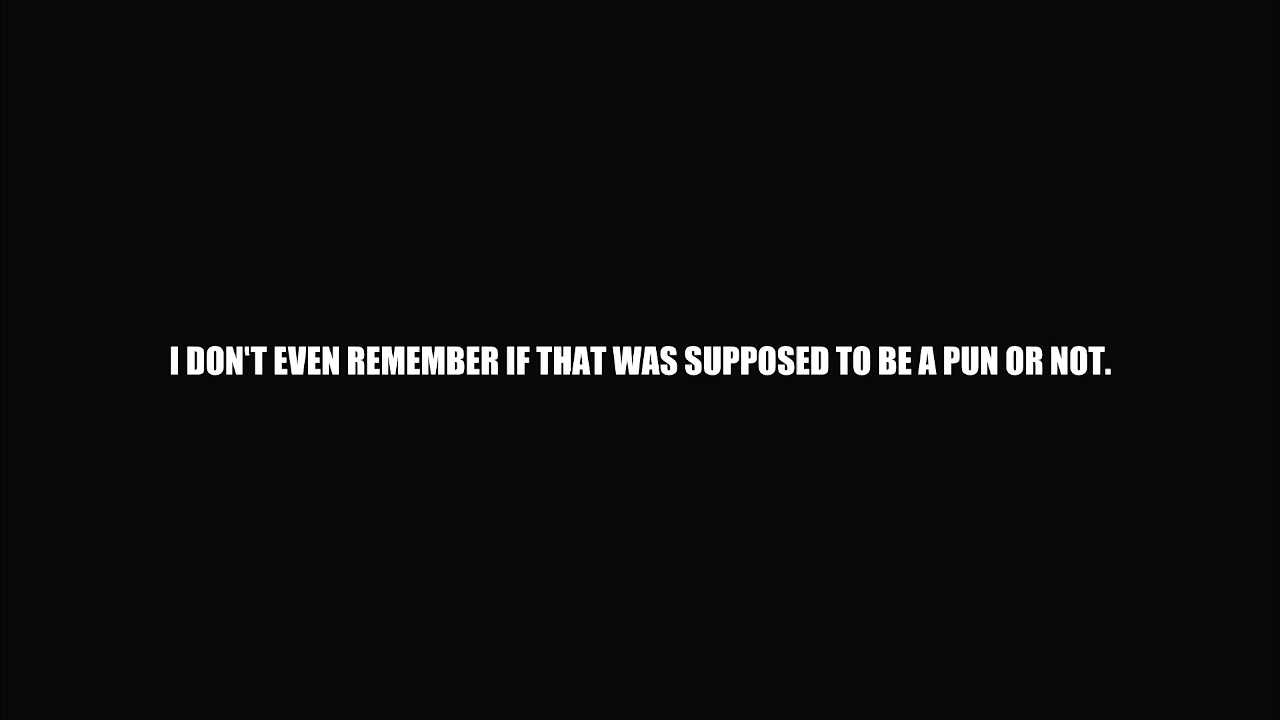 I DON'T EVEN REMEMBER IF THAT WAS SUPPOSED TO BE A PUN OR NOT.